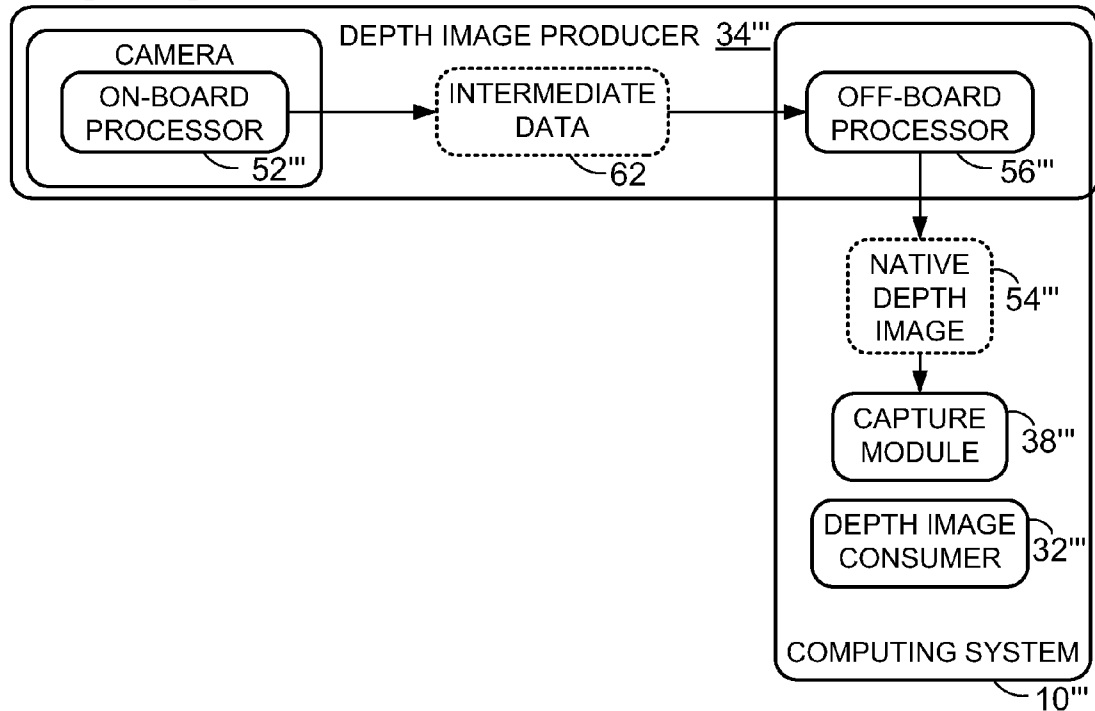 DEPTH IMAGE PRODUCER 34'''
CAMERA
ON-BOARD
PROCESSOR
52'''
INTERMEDIATE
DATA
62
OFF-BOARD
PROCESSOR
56'''
NATIVE
DEPTH
IMAGE
54'''
CAPTURE
MODULE
38'''
DEPTH IMAGE
CONSUMER
32'''
COMPUTING SYSTEM
10'''